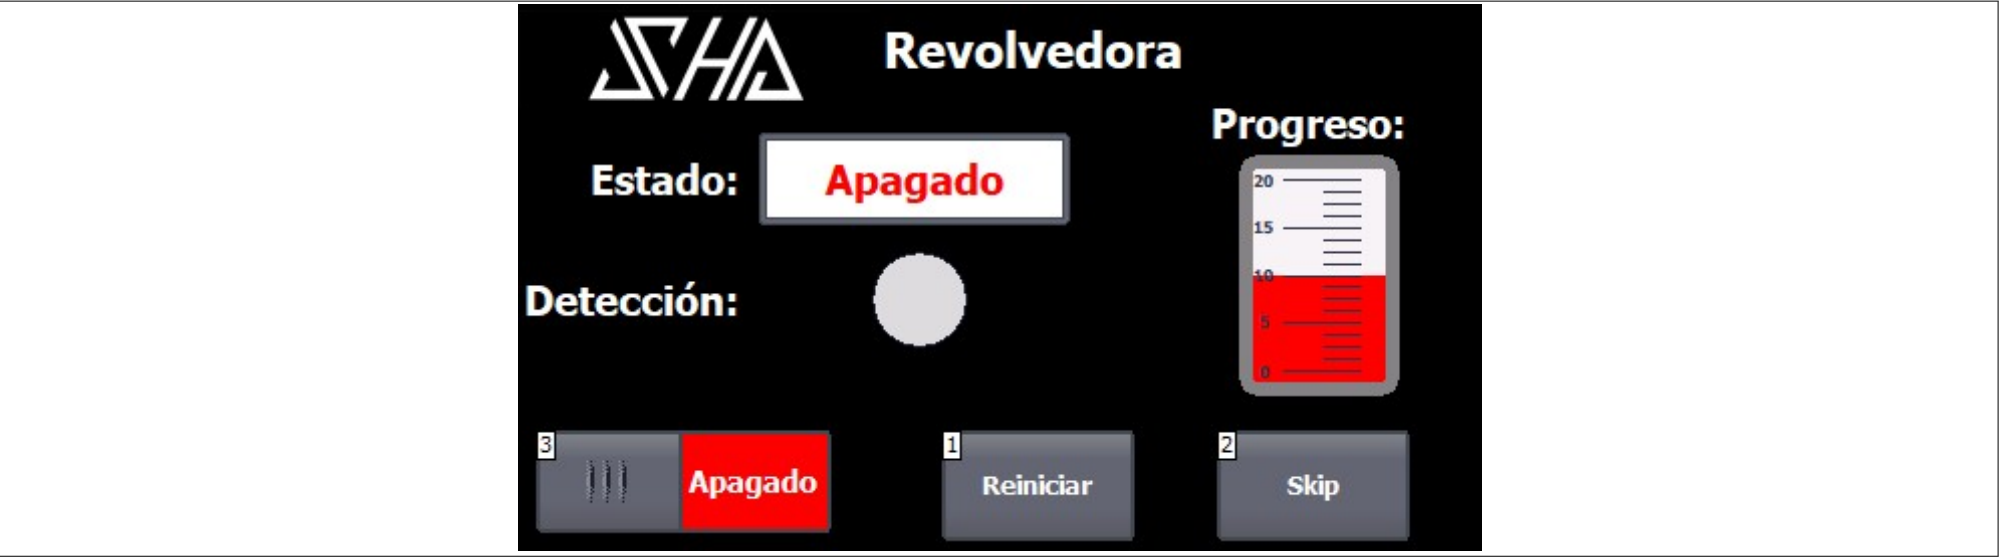 SHA
Revolvedora
Progreso:
Estado:
Apagado
20
15
10
5
0
Detección:
3
Apagado
1
Reiniciar
2
Skip